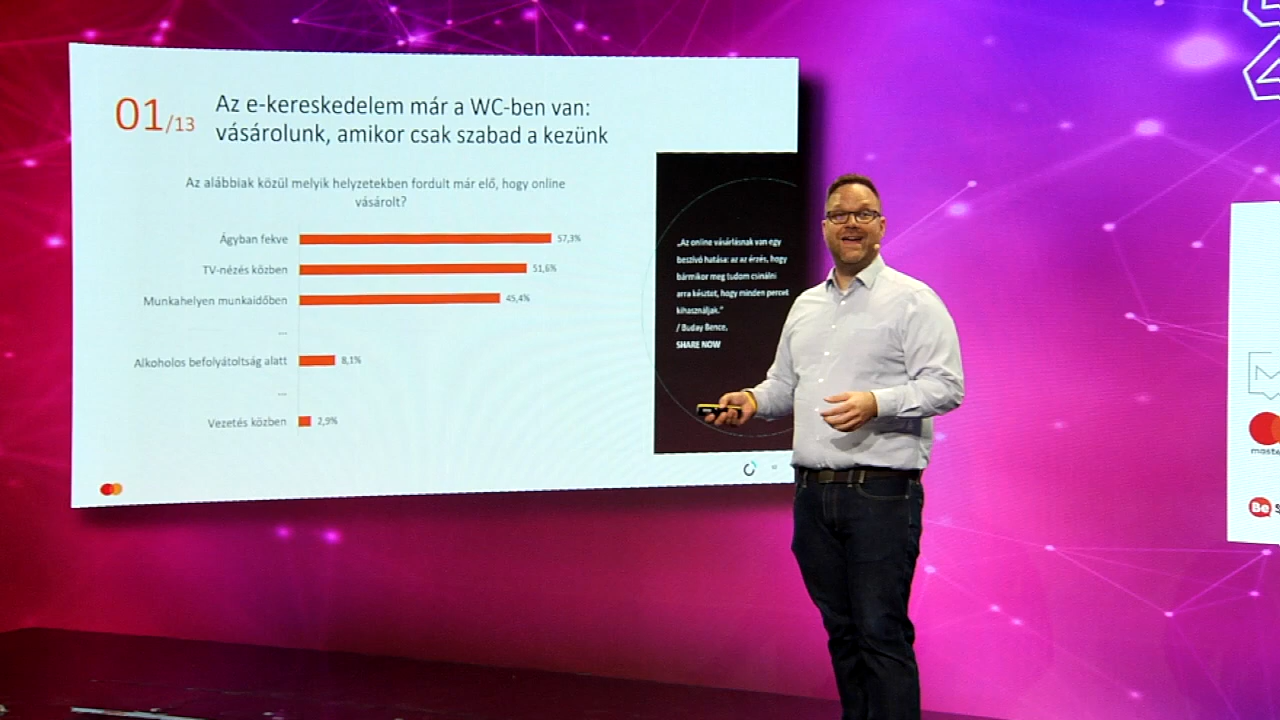 01/13
Az e-kereskedelem már a WC-ben van:
vásárolunk, amikor csak szabad a kezünk
Az alábbiak közül melyik helyzetekben fordult már elő, hogy online
vásárolt?
Ágyban fekve 57,3%
TV-nézés közben 51,6%
Munkahelyen munkaidőben 45,4%
...
Alkoholos befolyátoltság alatt 8,1%
...
Vezetés közben 2,9%
„Az online vásárlásnak van egy
beszívó hatása: az az érzés, hogy
bármikor meg tudom csinálni
arra késztet, hogy minden percet
kihasználjak."
/ Buday Bence,
SHARE NOW
Be